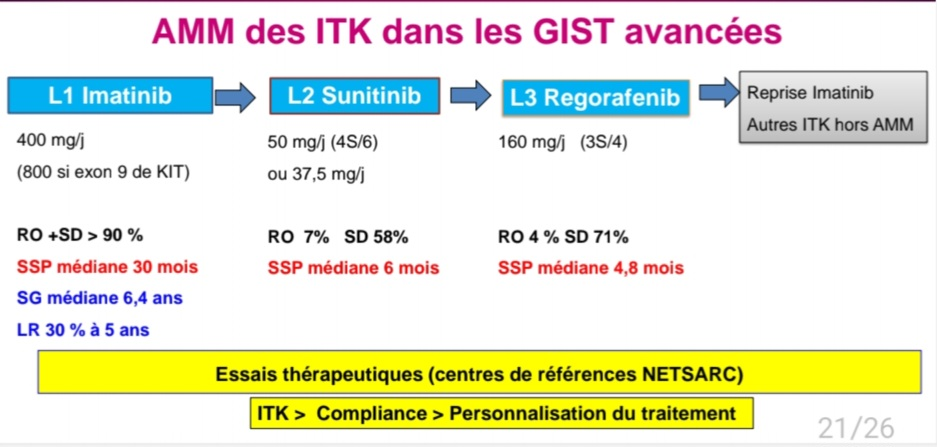 AMM des ITK dans les GIST avancées
L1 Imatinib
L2 Sunitinib
L3 Regorafenib
Reprise Imatinib
Autres ITK hors AMM
400 mg/j
(800 si exon 9 de KIT)
50 mg/j (4S/6)
ou 37,5 mg/j
160 mg/j (3S/4)
RO +SD > 90 %
SSP médiane 30 mois
SG médiane 6,4 ans
LR 30 % à 5 ans
RO 7% SD 58%
SSP médiane 6 mois
RO 4 % SD 71%
SSP médiane 4,8 mois
Essais thérapeutiques (centres de références NETSARC)
ITK > Compliance > Personnalisation du traitement
21/26